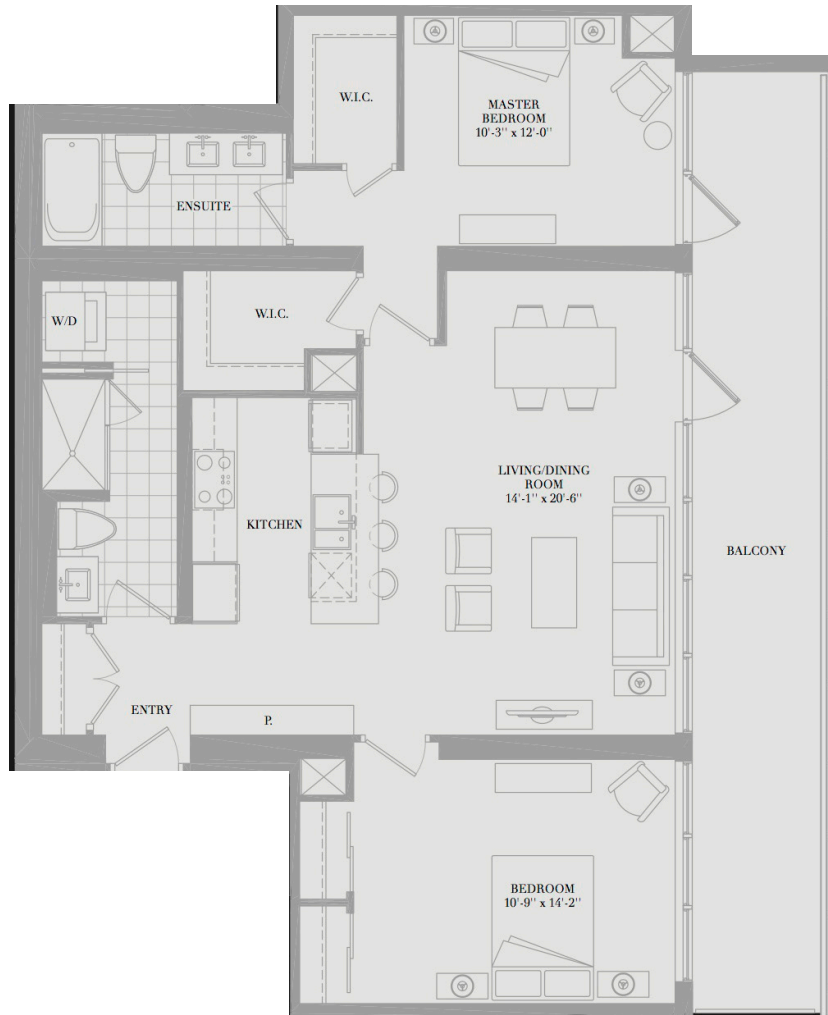 W.I.C.
MASTER
BEDROOM
10'-3'' x 12'-0''
ENSUITE
W.I.C.
W/D
LIVING/DINING
ROOM
14'-1'' x 20'-6''
KITCHEN
BALCONY
ENTRY
P.
BEDROOM
10'-9'' x 14'-2''